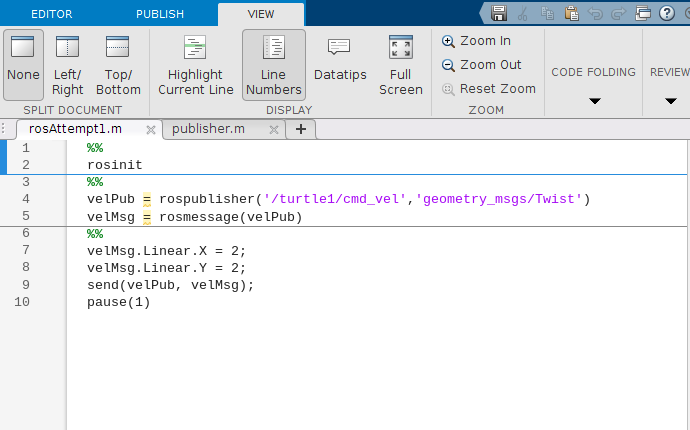 EDITOR PUBLISH VIEW
None Left/ Right Top/ Bottom Highlight Current Line Line Numbers Datatips Full Screen Zoom In Zoom Out Reset Zoom CODE FOLDING REVIEW
SPLIT DOCUMENT DISPLAY ZOOM
rosAttempt1.m publisher.m
1 %%
2 rosinit
3 %%
4 velPub = rospublisher('/turtle1/cmd_vel','geometry_msgs/Twist')
5 velMsg = rosmessage(velPub)
6 %%
7 velMsg.Linear.X = 2;
8 velMsg.Linear.Y = 2;
9 send(velPub, velMsg);
10 pause(1)